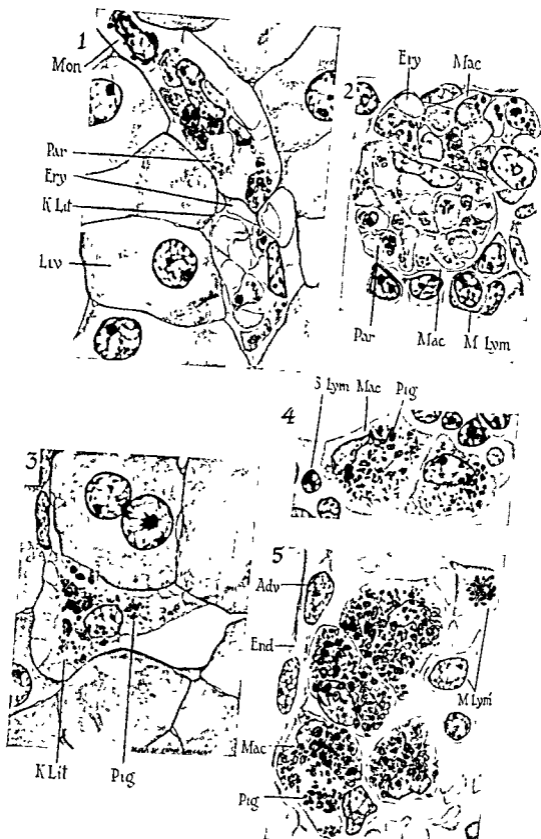 1
Mon
Par
Ery
K Lit
Liv
Ery Mac
2
Par Mac M Lym
S Lym Mac Pig
4
3
K Lit Pig
5
Adv
End
M Lym
Mac
Pig